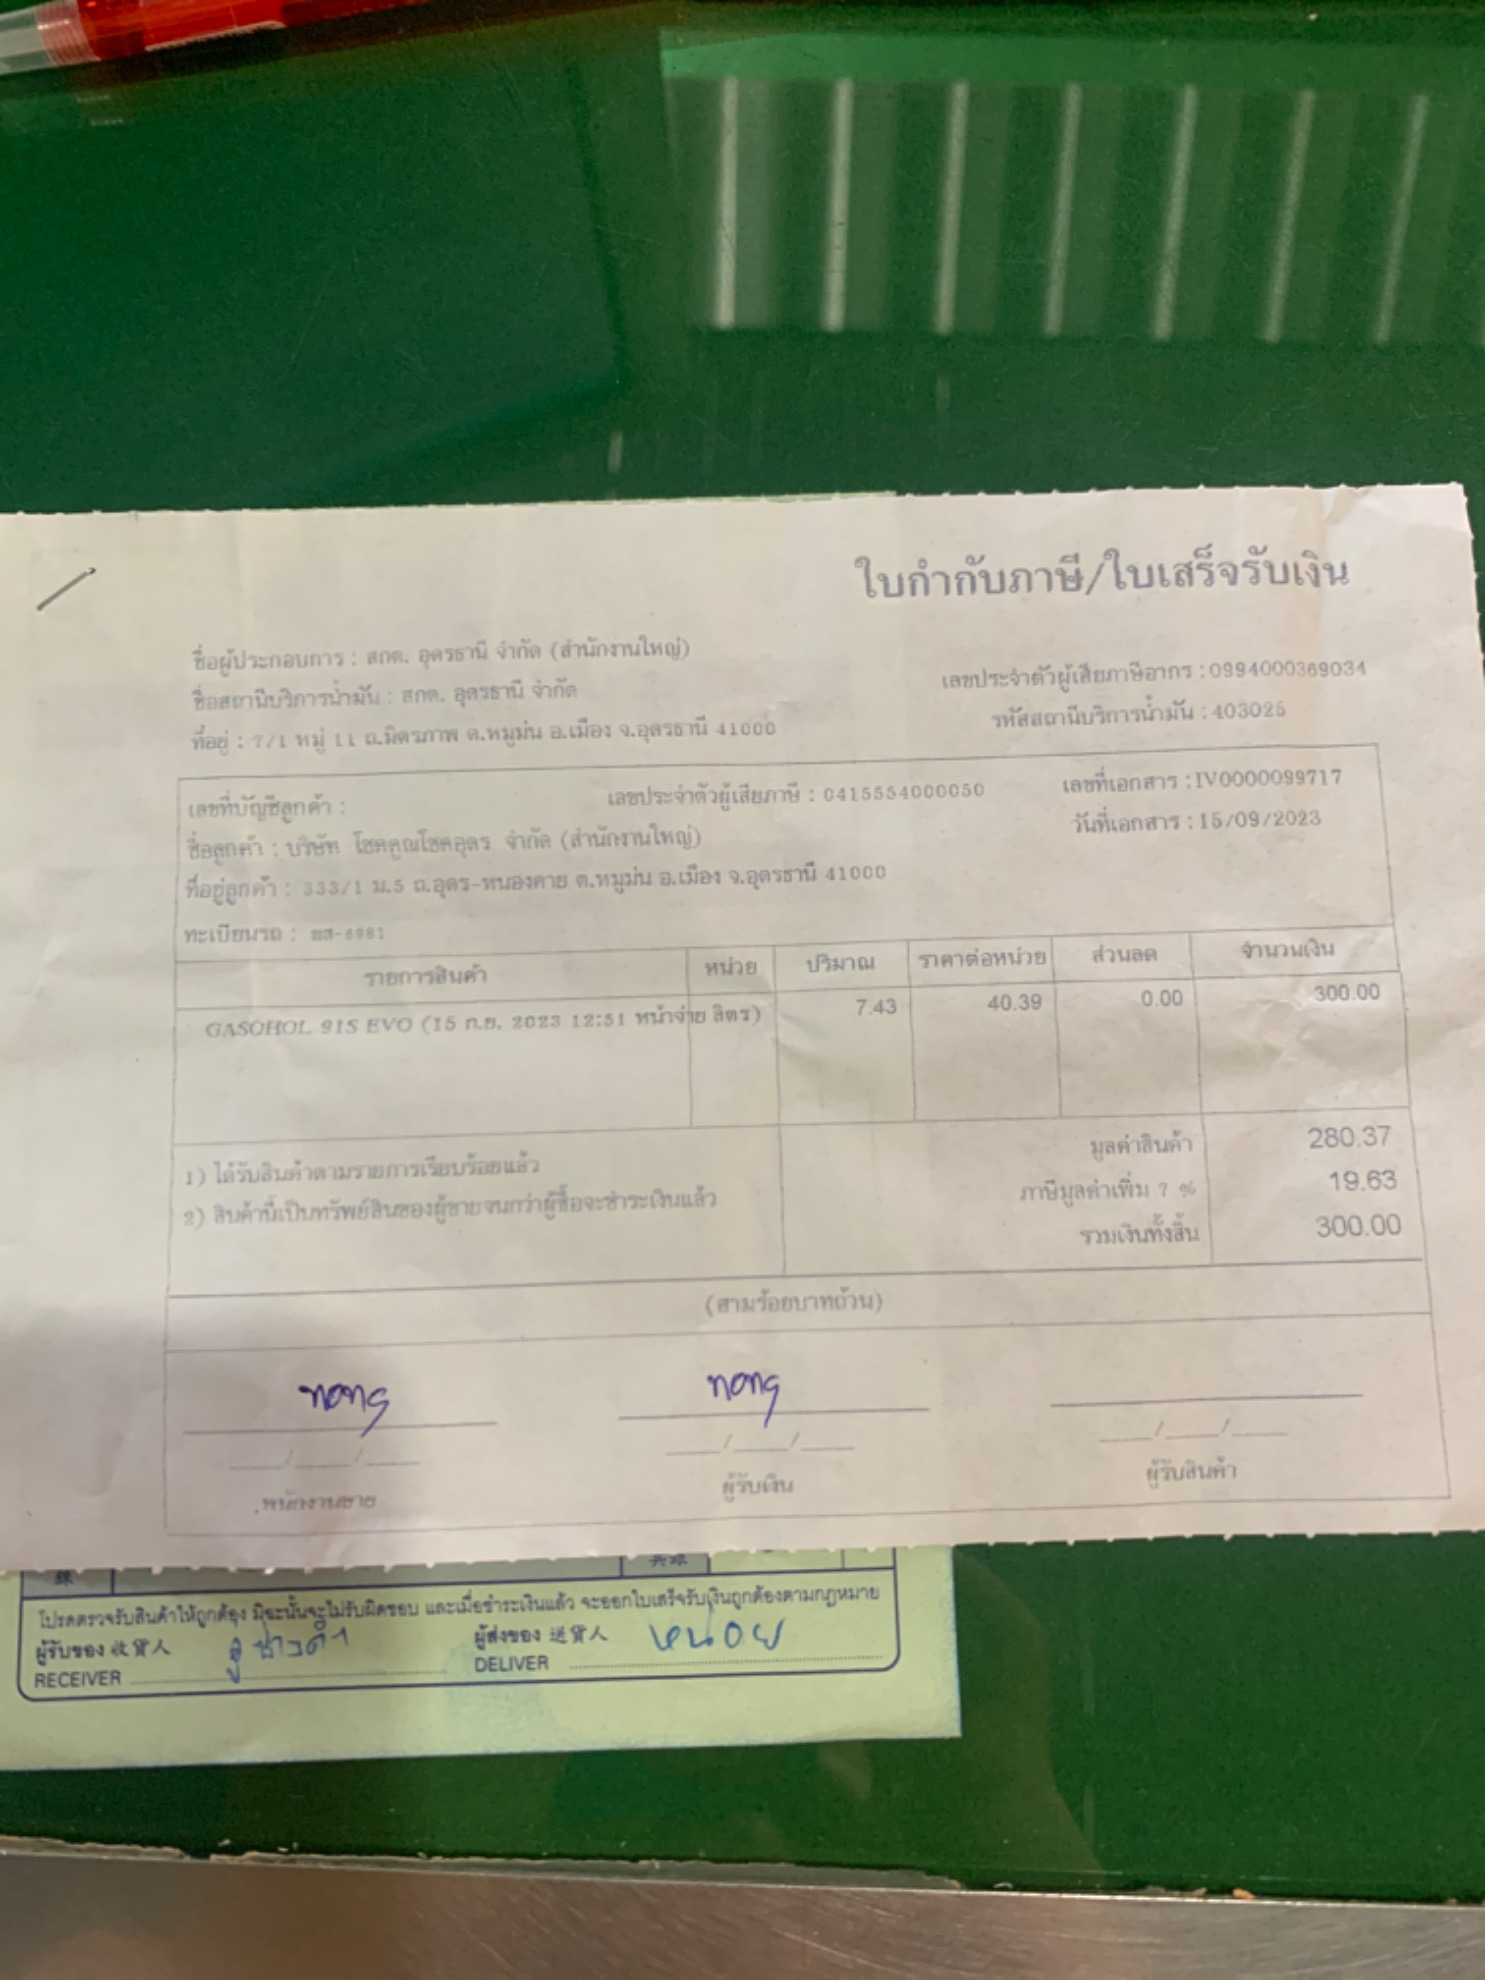 ใบกำกับภาษี/ใบเสร็จรับเงิน
ชื่อผู้ประกอบการ : สกต. อุดรธานี จำกัด (สำนักงานใหญ่)
เลขประจำตัวผู้เสียภาษีอากร : 0994000369034
ชื่อสถานีบริการน้ำมัน : สกต. อุดรธานี จำกัด
รหัสสถานีบริการน้ำมัน : 403025
ที่อยู่ : 7/1 หมู่ 11 ถ.มิตรภาพ ต.หมูม่น อ.เมือง จ.อุดรธานี 41000
เลขที่บัญชีลูกค้า : เลขประจำตัวผู้เสียภาษี : 0415554000050 เลขที่เอกสาร : IV0000099717
ชื่อลูกค้า : บริษัท โชคคูณโชคอุดร จำกัด (สำนักงานใหญ่) วันที่เอกสาร : 15/09/2023
ที่อยู่ลูกค้า : 333/1 ม.5 ถ.อุดร-หนองคาย ต.หมูม่น อ.เมือง จ.อุดรธานี 41000
ทะเบียนรถ :
รายการสินค้า หน่วย ปริมาณ ราคาต่อหน่วย ส่วนลด จำนวนเงิน
GASOHOL 91S EVO (15 ก.ย. 2023 12:51 หน้าจ่าย ลิตร) 7.43 40.39 0.00 300.00
มูลค่าสินค้า 280.37
1) ได้รับสินค้าตามรายการเรียบร้อยแล้ว
ภาษีมูลค่าเพิ่ม 7 % 19.63
2) สินค้านี้เป็นทรัพย์สินของผู้ขายจนกว่าผู้ซื้อจะชำระเงินแล้ว
รวมเงินทั้งสิ้น 300.00
(สามร้อยบาทถ้วน)
nong nong
___/___/___ ___/___/___ ___/___/___
พนักงานขาย ผู้รับเงิน ผู้รับสินค้า
โปรดตรวจรับสินค้าให้ถูกต้อง มิฉะนั้นจะไม่รับผิดชอบ และเมื่อชำระเงินแล้ว จะออกใบเสร็จรับเงินถูกต้องตามกฎหมาย
ผู้รับของ 收貨人 ผู้ส่งของ 送貨人 หน่อย
RECEIVER DELIVER